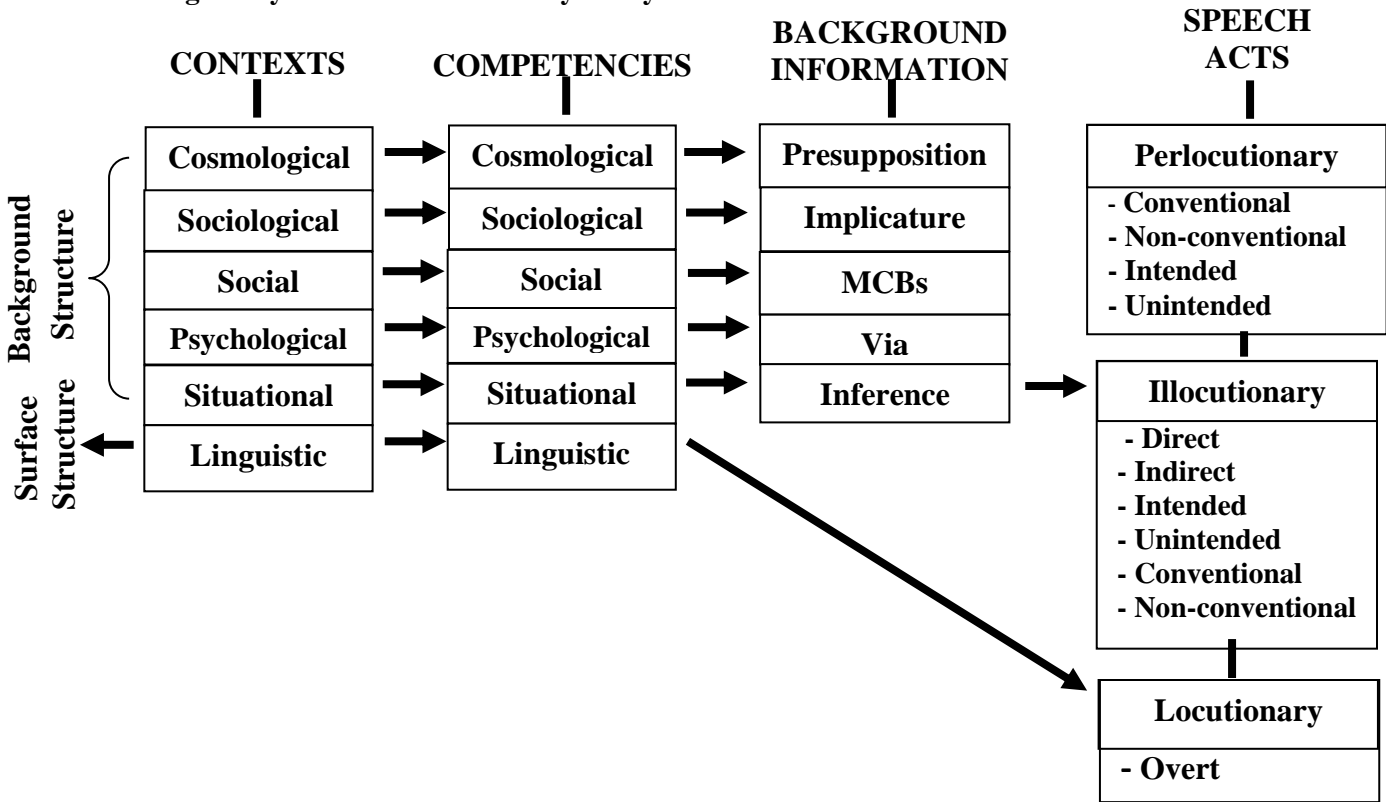 CONTEXTS
COMPETENCIES
BACKGROUND
INFORMATION
SPEECH
ACTS
Background
Structure
Surface
Structure
Cosmological
Sociological
Social
Psychological
Situational
Linguistic
Cosmological
Sociological
Social
Psychological
Situational
Linguistic
Presupposition
Implicature
MCBs
Via
Inference
Perlocutionary
- Conventional
- Non-conventional
- Intended
- Unintended
Illocutionary
- Direct
- Indirect
- Intended
- Unintended
- Conventional
- Non-conventional
Locutionary
- Overt